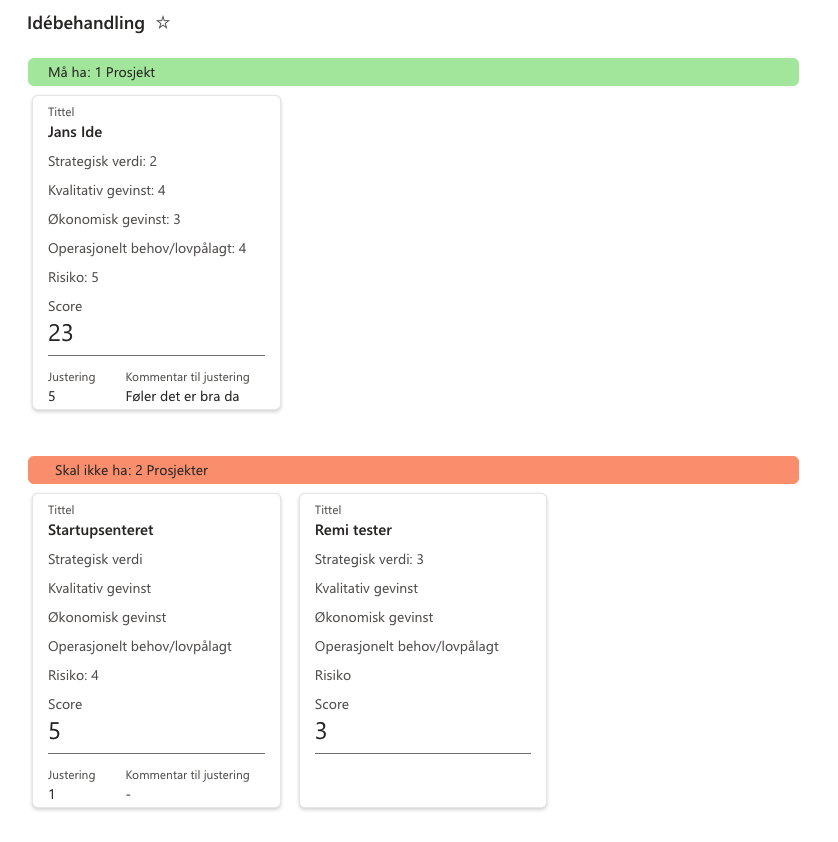 Idébehandling
Må ha: 1 Prosjekt
Tittel
Jans Ide
Strategisk verdi: 2
Kvalitativ gevinst: 4
Økonomisk gevinst: 3
Operasjonelt behov/lovpålagt: 4
Risiko: 5
Score
23
Justering Kommentar til justering
5 Føler det er bra da
Skal ikke ha: 2 Prosjekter
Tittel
Startupsenteret
Strategisk verdi
Kvalitativ gevinst
Økonomisk gevinst
Operasjonelt behov/lovpålagt
Risiko: 4
Score
5
Justering Kommentar til justering
1 -
Tittel
Remi tester
Strategisk verdi: 3
Kvalitativ gevinst
Økonomisk gevinst
Operasjonelt behov/lovpålagt
Risiko
Score
3